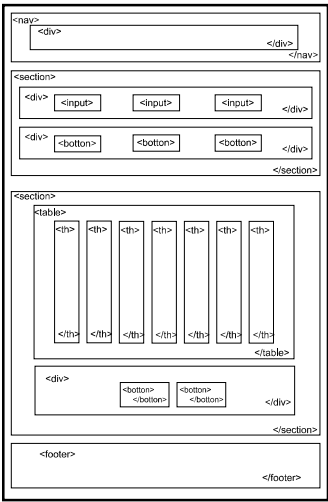 <nav>
<div>
</div>
</nav>
<section>
<div> <input> <input> <input> </div>
<div> <botton> <botton> <botton> </div>
</section>
<section>
<table>
<th> <th> <th> <th> <th> <th> <th>
</th> </th> </th> </th> </th> </th> </th>
</table>
<div>
<botton> <botton>
</botton> </botton>
</div>
</section>
<footer>
</footer>